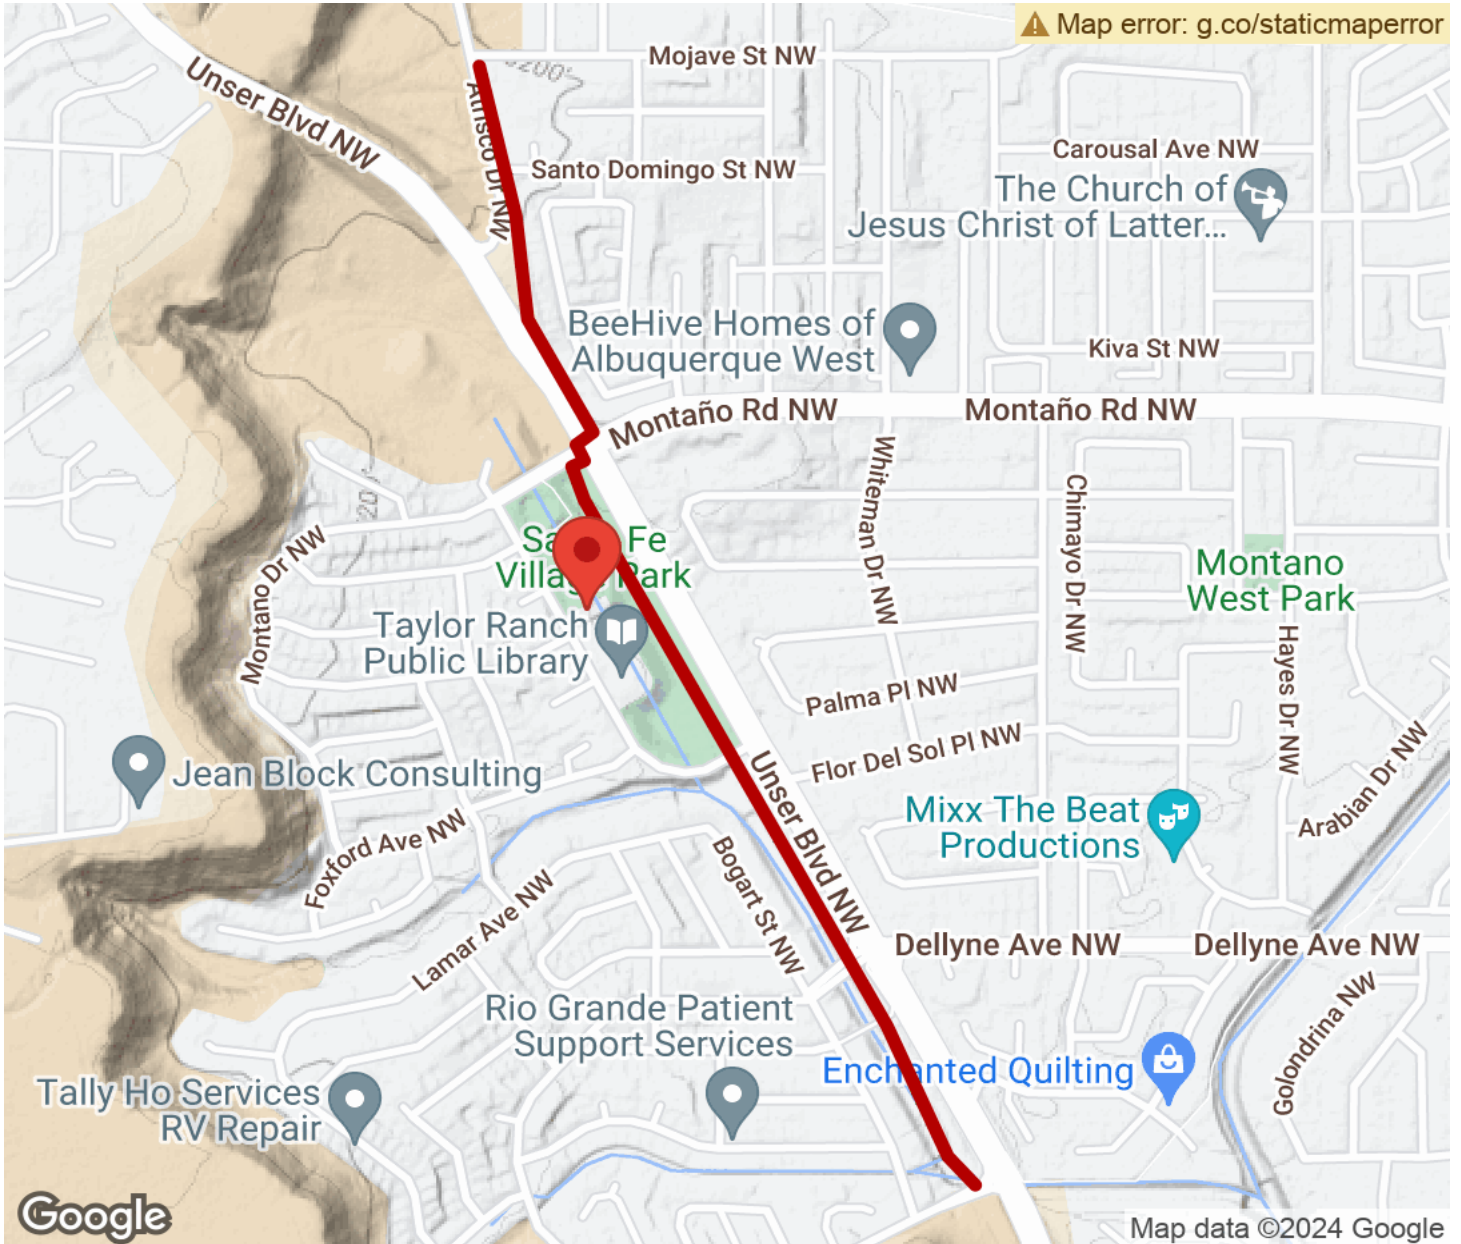 Map error: g.co/staticmaperror
Mojave St NW
Unser Blvd NW
Atrisco Dr NW
Santo Domingo St NW
Carousal Ave NW
The Church of
Jesus Christ of Latter...
BeeHive Homes of
Albuquerque West
Kiva St NW
Montaño Rd NW
Montaño Rd NW
Whiteman Dr NW
Chimayo Dr NW
Montano Dr NW
Fe
Village Park
Montano
West Park
Taylor Ranch
Public Library
Hayes Dr NW
Palma Pl NW
Flor Del Sol Pl NW
Arabian Dr NW
Jean Block Consulting
Unser Blvd NW
Mixx The Beat
Productions
Foxford Ave NW
Bogart St NW
Lamar Ave NW
Dellyne Ave NW
Dellyne Ave NW
Rio Grande Patient
Support Services
Golondrina NW
Enchanted Quilting
Tally Ho Services
RV Repair
Google
Map data ©2024 Google